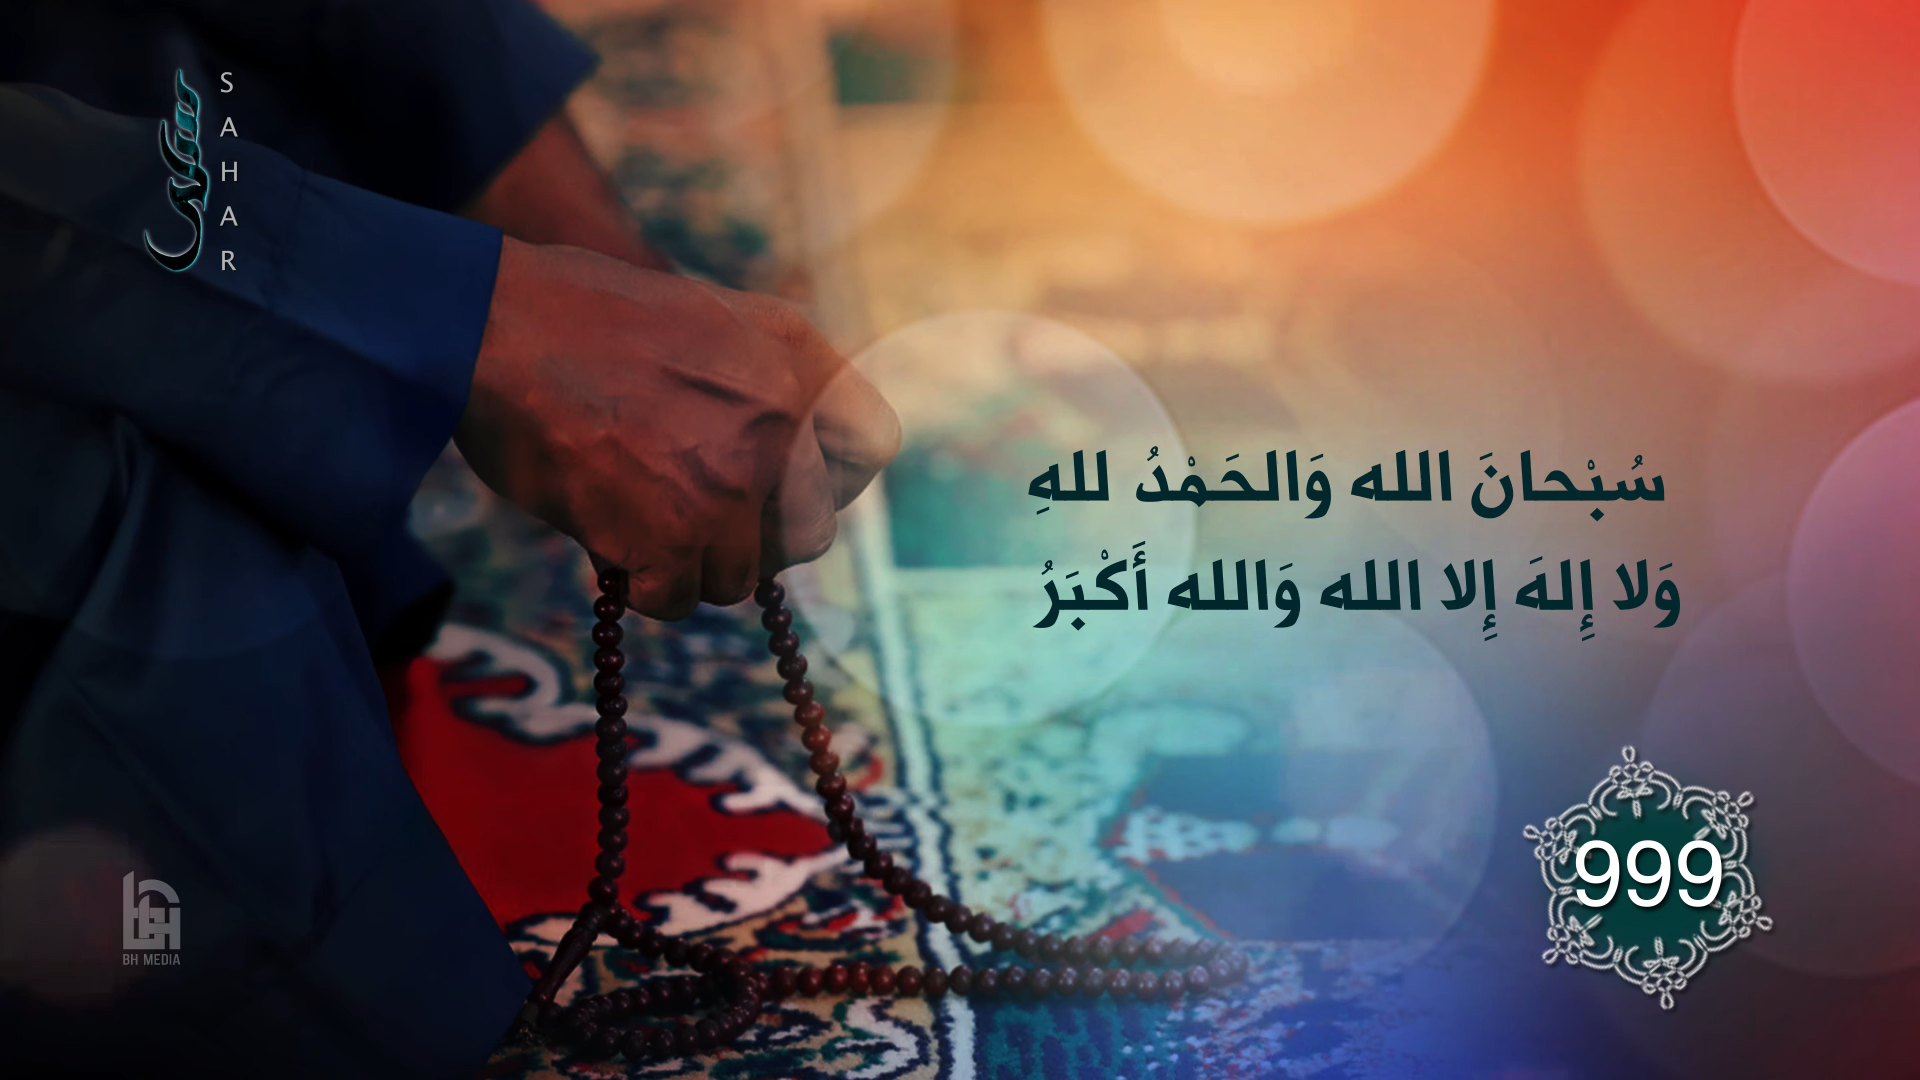 SAHAR
سُبْحانَ الله وَالحَمْدُ للهِ
وَلا إِلهَ إِلا الله وَالله أَكْبَرُ
999
BH MEDIA